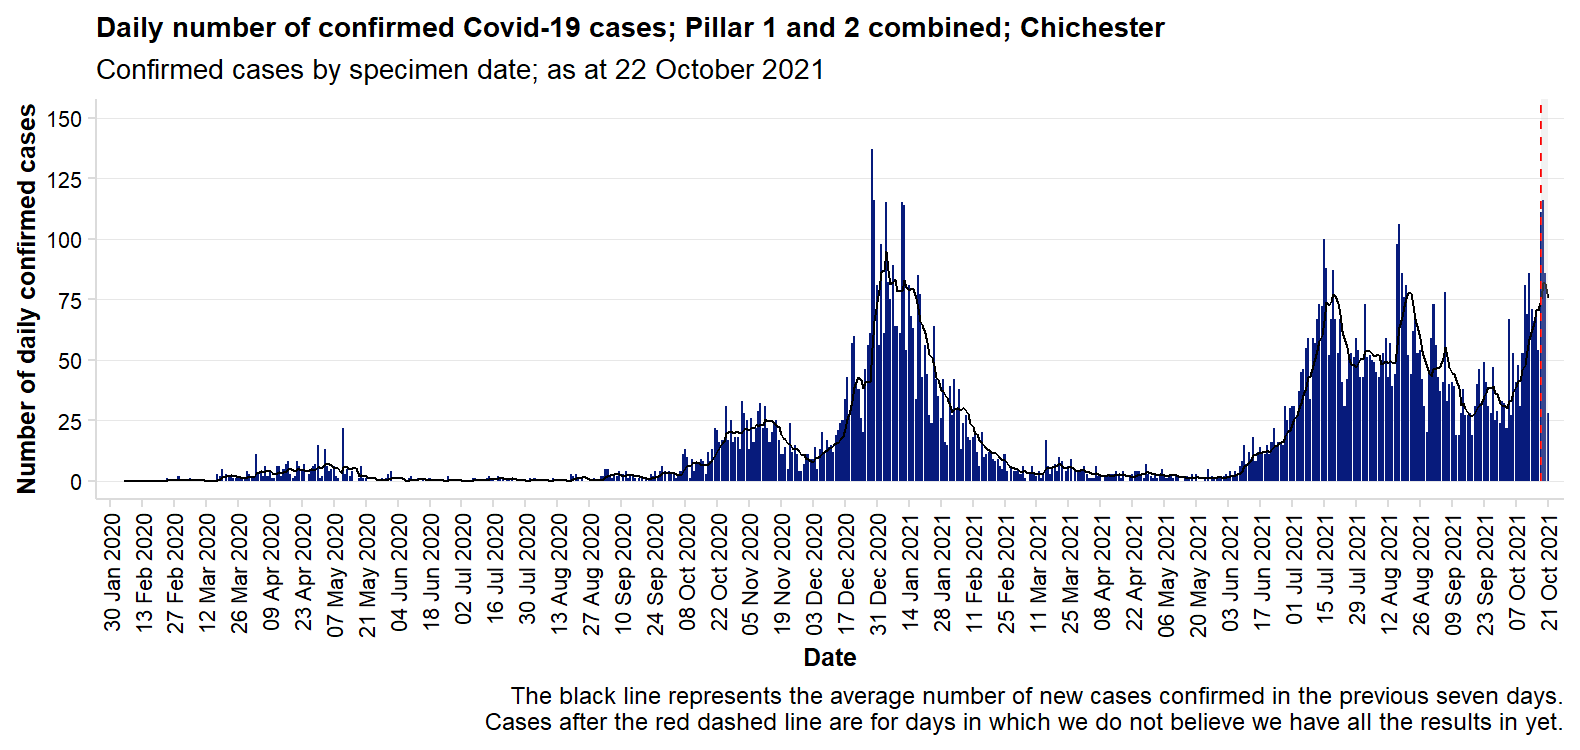 Daily number of confirmed Covid-19 cases; Pillar 1 and 2 combined; Chichester
Confirmed cases by specimen date; as at 22 October 2021
Number of daily confirmed cases
150
125
100
75
50
25
0
30 Jan 2020
13 Feb 2020
27 Feb 2020
12 Mar 2020
26 Mar 2020
09 Apr 2020
23 Apr 2020
07 May 2020
21 May 2020
04 Jun 2020
18 Jun 2020
02 Jul 2020
16 Jul 2020
30 Jul 2020
13 Aug 2020
27 Aug 2020
10 Sep 2020
24 Sep 2020
08 Oct 2020
22 Oct 2020
05 Nov 2020
19 Nov 2020
03 Dec 2020
17 Dec 2020
31 Dec 2020
14 Jan 2021
28 Jan 2021
11 Feb 2021
25 Feb 2021
11 Mar 2021
25 Mar 2021
08 Apr 2021
22 Apr 2021
06 May 2021
20 May 2021
03 Jun 2021
17 Jun 2021
01 Jul 2021
15 Jul 2021
29 Jul 2021
12 Aug 2021
26 Aug 2021
09 Sep 2021
23 Sep 2021
07 Oct 2021
21 Oct 2021
Date
The black line represents the average number of new cases confirmed in the previous seven days.
Cases after the red dashed line are for days in which we do not believe we have all the results in yet.